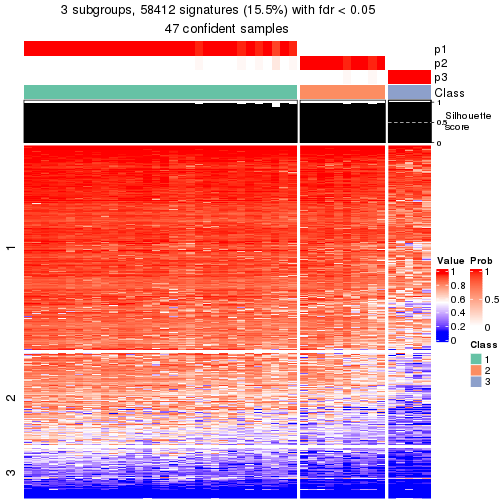 3 subgroups, 58412 signatures (15.5%) with fdr < 0.05
47 confident samples
p1
p2
p3
Class
1
0.5
0
Silhouette
score
1
2
3
Value
1
0.8
0.6
0.4
0.2
0
Prob
1
0.5
0
Class
1
2
3